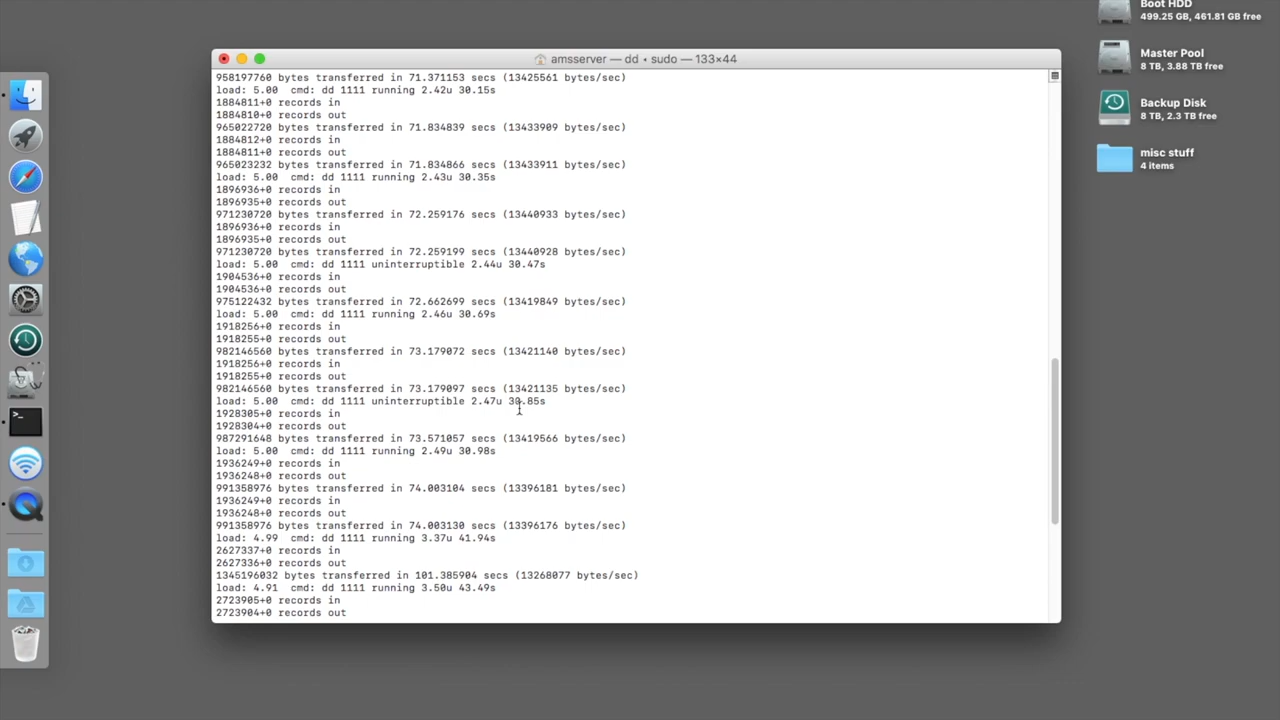 Boot HDD
499.25 GB, 461.81 GB free
Master Pool
8 TB, 3.88 TB free
Backup Disk
8 TB, 2.3 TB free
misc stuff
4 items
amsserver — dd • sudo — 133×44
958197760 bytes transferred in 71.371153 secs (13425561 bytes/sec)
load: 5.00  cmd: dd 1111 running 2.42u 30.15s
1884811+0 records in
1884810+0 records out
965022720 bytes transferred in 71.834839 secs (13433909 bytes/sec)
1884812+0 records in
1884811+0 records out
965023232 bytes transferred in 71.834866 secs (13433911 bytes/sec)
load: 5.00  cmd: dd 1111 running 2.43u 30.35s
1896936+0 records in
1896935+0 records out
971230720 bytes transferred in 72.259176 secs (13440933 bytes/sec)
1896936+0 records in
1896935+0 records out
971230720 bytes transferred in 72.259199 secs (13440928 bytes/sec)
load: 5.00  cmd: dd 1111 uninterruptible 2.44u 30.47s
1904536+0 records in
1904536+0 records out
975122432 bytes transferred in 72.662699 secs (13419849 bytes/sec)
load: 5.00  cmd: dd 1111 running 2.46u 30.69s
1918256+0 records in
1918255+0 records out
982146560 bytes transferred in 73.179072 secs (13421140 bytes/sec)
1918256+0 records in
1918255+0 records out
982146560 bytes transferred in 73.179097 secs (13421135 bytes/sec)
load: 5.00  cmd: dd 1111 uninterruptible 2.47u 30.85s
1928305+0 records in
1928304+0 records out
987291648 bytes transferred in 73.571057 secs (13419566 bytes/sec)
load: 5.00  cmd: dd 1111 running 2.49u 30.98s
1936249+0 records in
1936248+0 records out
991358976 bytes transferred in 74.003104 secs (13396181 bytes/sec)
1936249+0 records in
1936248+0 records out
991358976 bytes transferred in 74.003130 secs (13396176 bytes/sec)
load: 4.99  cmd: dd 1111 running 3.37u 41.94s
2627337+0 records in
2627336+0 records out
1345196032 bytes transferred in 101.385904 secs (13268077 bytes/sec)
load: 4.91  cmd: dd 1111 running 3.50u 43.49s
2723905+0 records in
2723904+0 records out